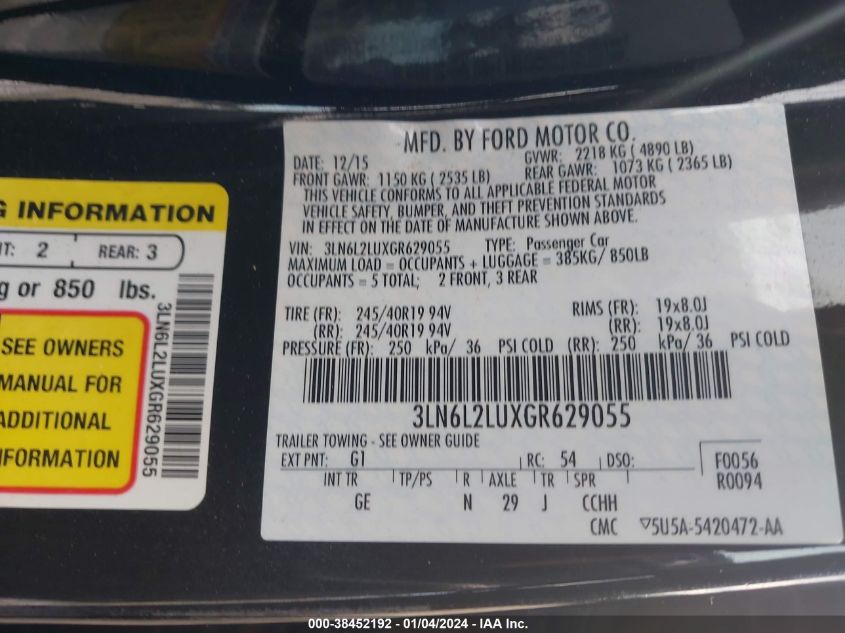 G INFORMATION
NT: 2 REAR: 3
g or 850 lbs.
SEE OWNERS
MANUAL FOR
ADDITIONAL
INFORMATION
3LN6L2LUXGR629055
MFD. BY FORD MOTOR CO.
DATE: 12/15 GVWR: 2218 KG ( 4890 LB)
FRONT GAWR: 1150 KG ( 2535 LB) REAR GAWR: 1073 KG ( 2365 LB)
THIS VEHICLE CONFORMS TO ALL APPLICABLE FEDERAL MOTOR
VEHICLE SAFETY, BUMPER, AND THEFT PREVENTION STANDARDS
IN EFFECT ON THE DATE OF MANUFACTURE SHOWN ABOVE.
VIN: 3LN6L2LUXGR629055 TYPE: Passenger Car
MAXIMUM LOAD = OCCUPANTS + LUGGAGE = 385KG/ 850LB
OCCUPANTS = 5 TOTAL; 2 FRONT, 3 REAR
TIRE (FR): 245/40R19 94V RIMS (FR): 19x8.0J
(RR): 245/40R19 94V (RR): 19x8.0J
PRESSURE (FR): 250 kPa/ 36 PSI COLD (RR): 250 kPa/ 36 PSI COLD
3LN6L2LUXGR629055
TRAILER TOWING - SEE OWNER GUIDE
EXT PNT: G1 RC: 54 DSO: F0056
R0094
INT TR TP/PS R AXLE TR SPR
GE N 29 J CCHH
CMC ▽5U5A-5420472-AA
000-38452192 - 01/04/2024 - IAA Inc.